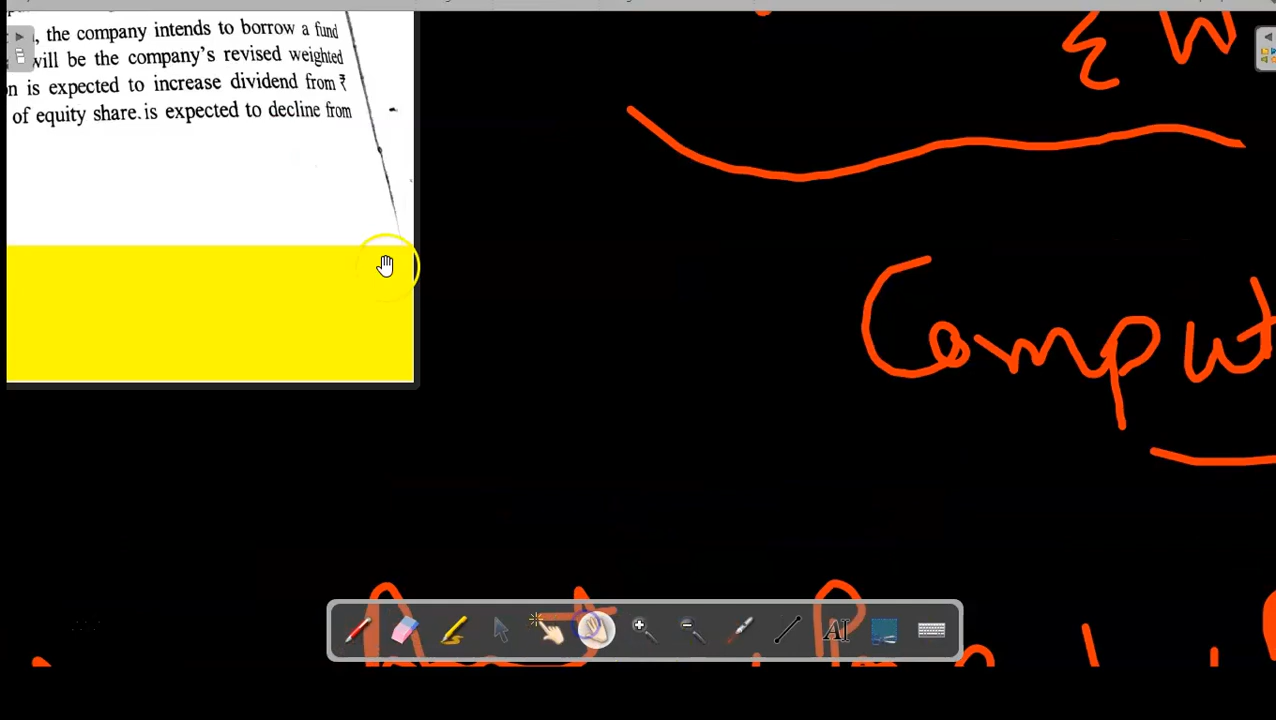 , the company intends to borrow a fund
will be the company's revised weighted
n is expected to increase dividend from ₹
of equity share. is expected to decline from
& W
Comput
AI